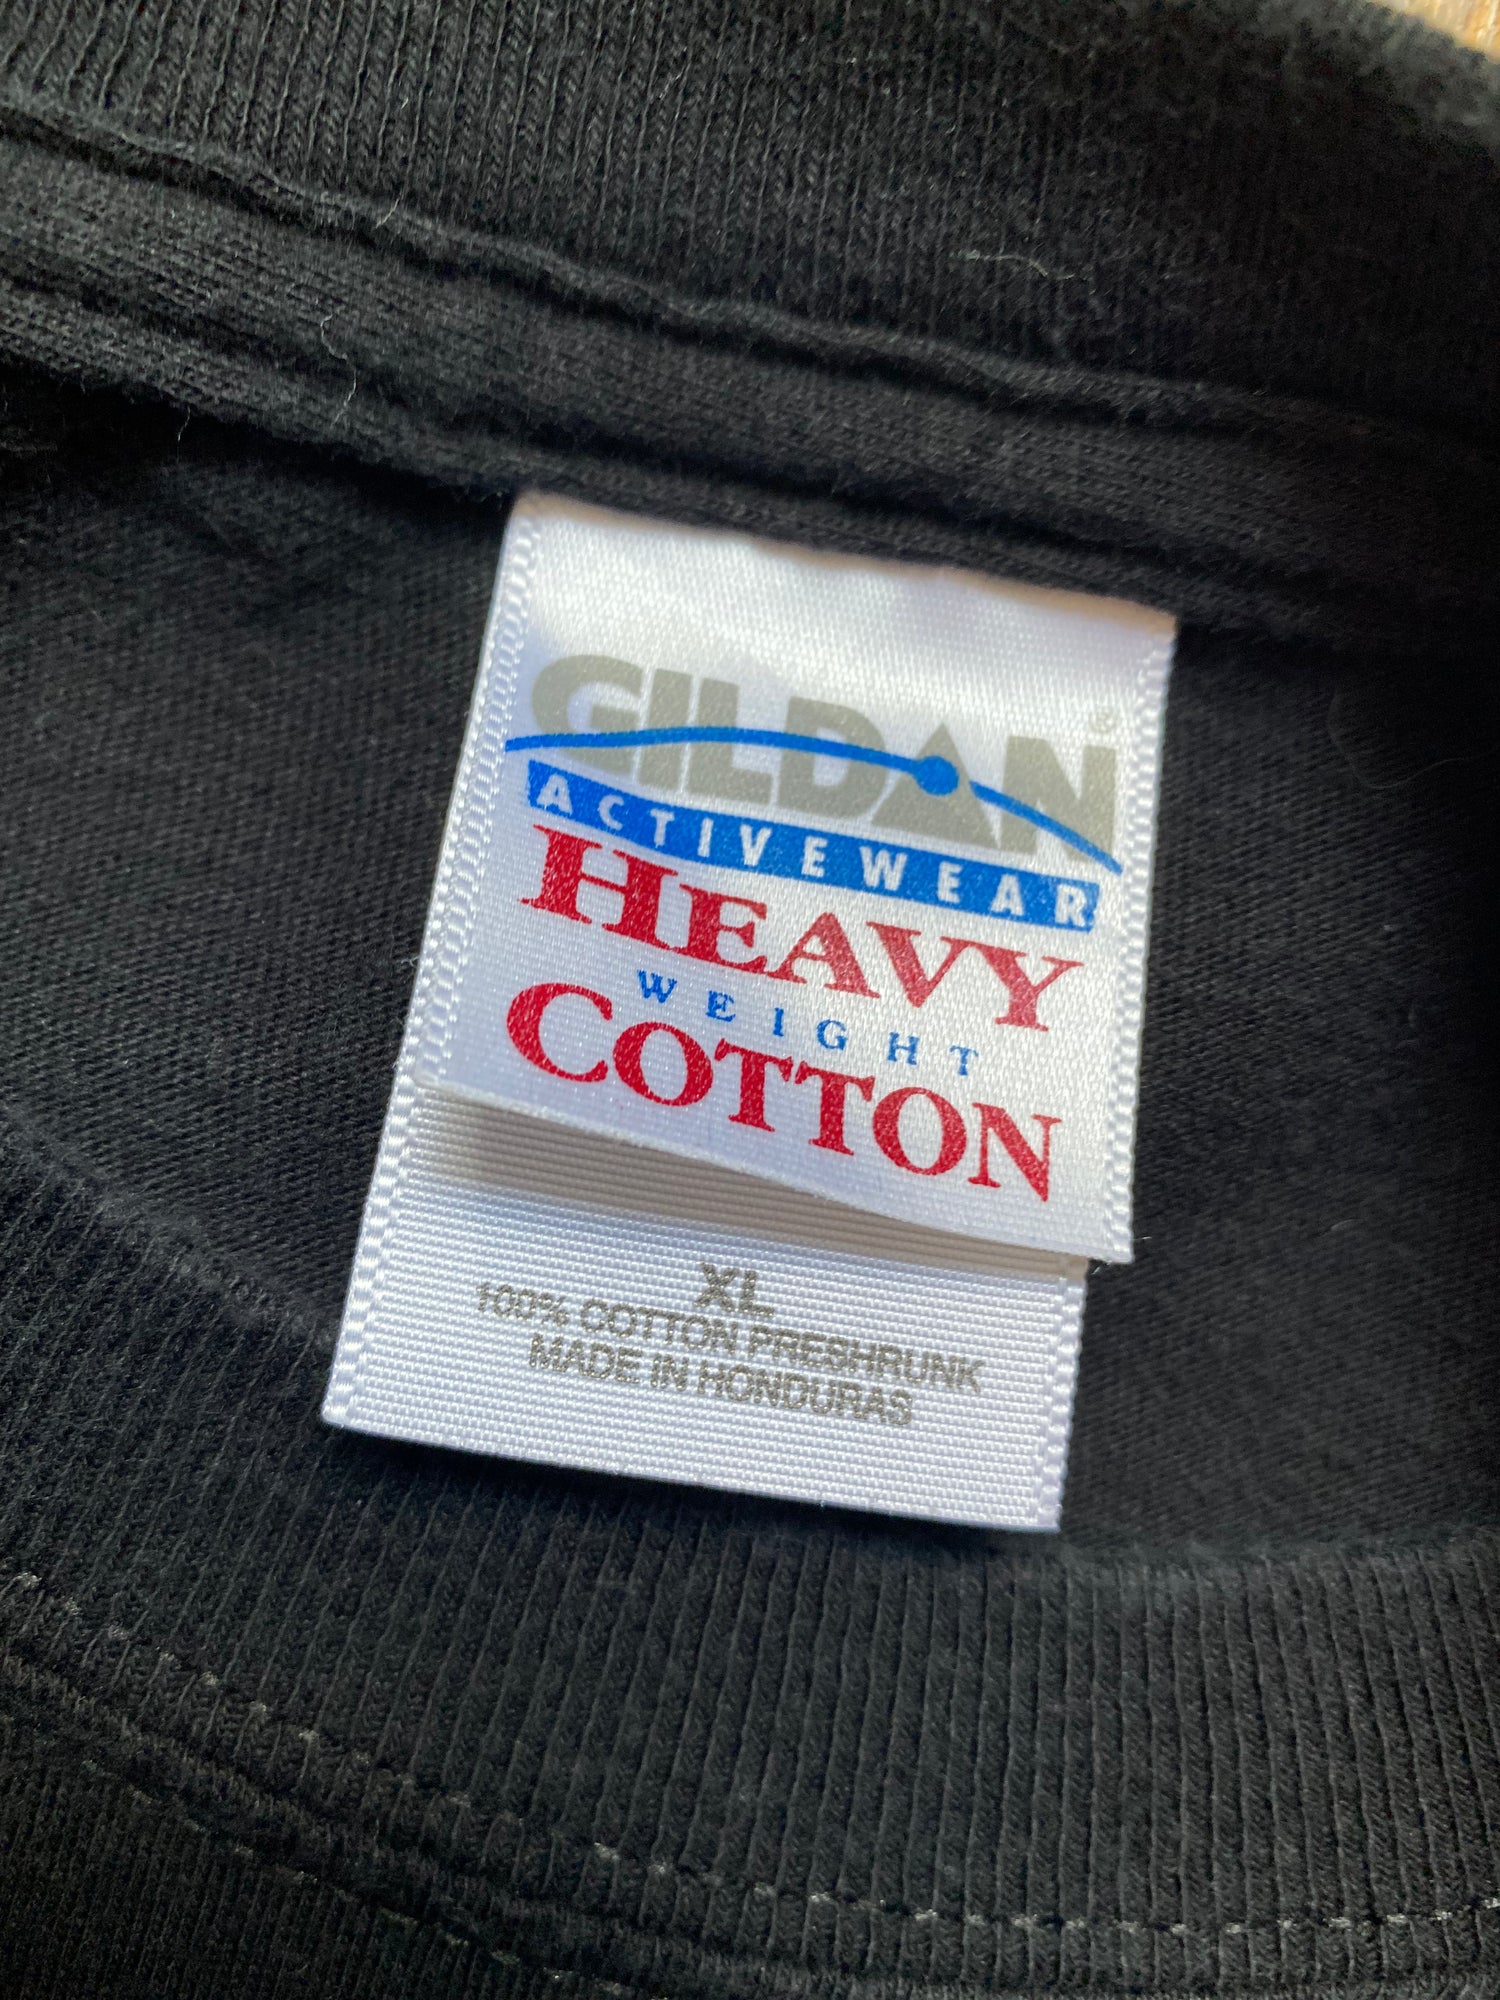 GILDAN®
ACTIVEWEAR
HEAVY
WEIGHT
COTTON
XL
100% COTTON PRESHRUNK
MADE IN HONDURAS